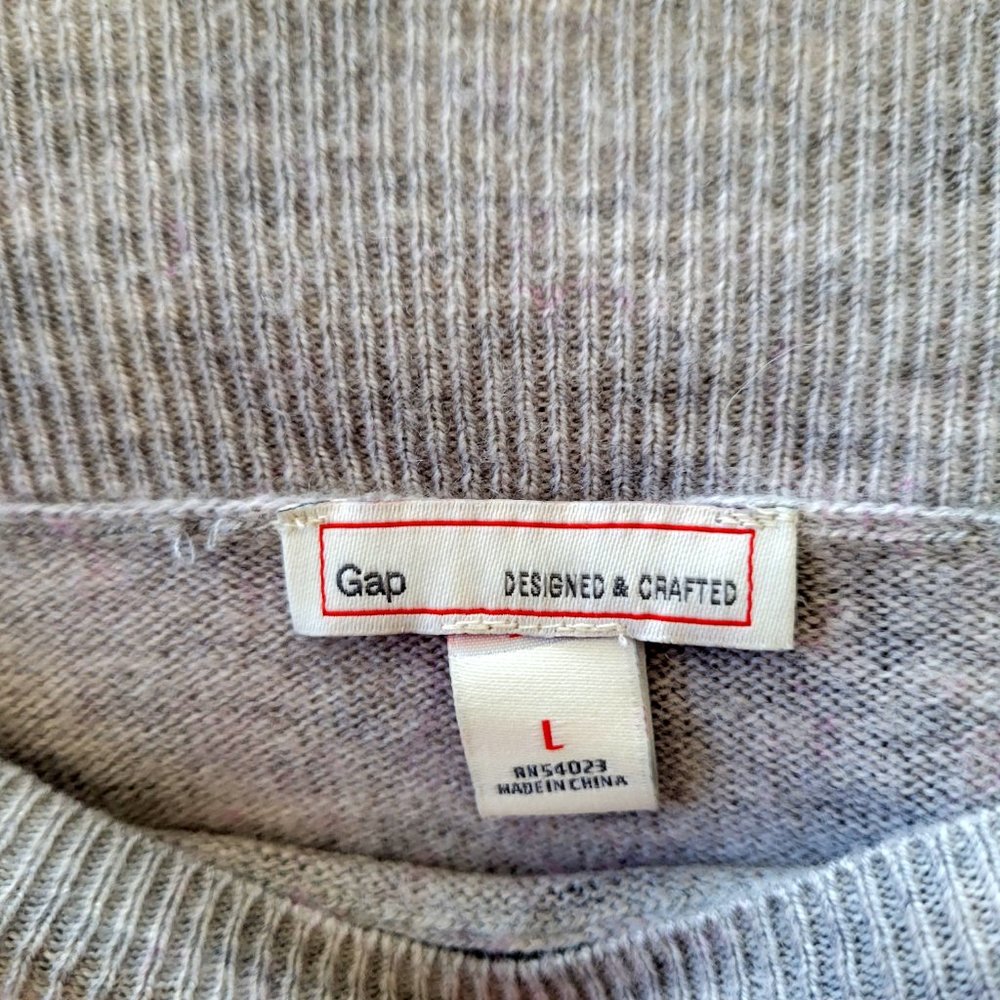 Gap DESIGNED & CRAFTED
L
RN54023
MADE IN CHINA